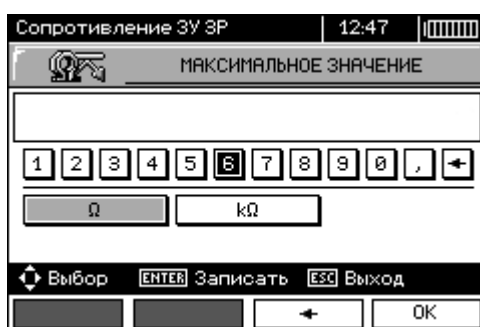 Сопротивление ЗУ 3P 12:47
МАКСИМАЛЬНОЕ ЗНАЧЕНИЕ
1 2 3 4 5 6 7 8 9 0 ,
Ω kΩ
Выбор ENTER Записать ESC Выход
OK